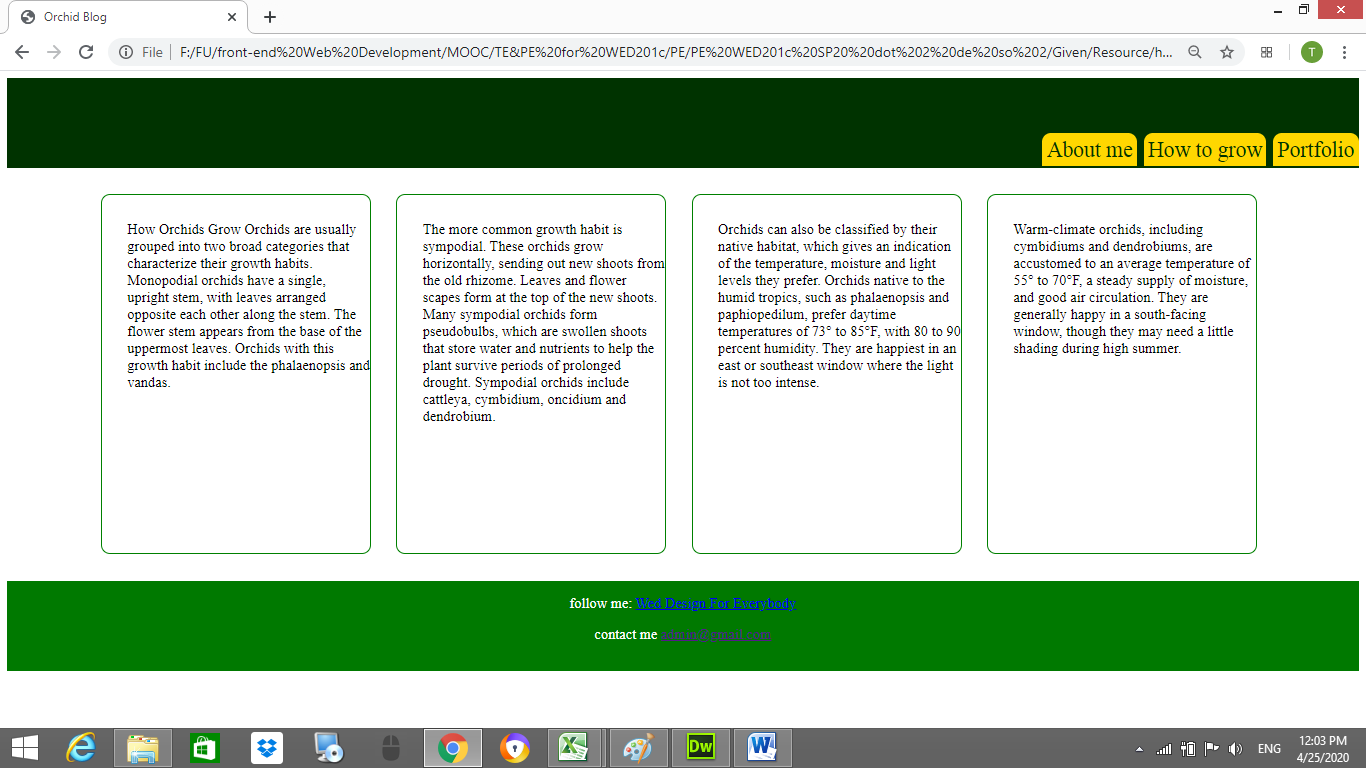 Orchid Blog
File
F:/FU/front-end%20Web%20Development/MOOC/TE&PE%20for%20WED201c/PE/PE%20WED201c%20SP20%20dot%202%20de%20so%202/Given/Resource/h...
T
About me
How to grow
Portfolio
How Orchids Grow Orchids are usually
grouped into two broad categories that
characterize their growth habits.
Monopodial orchids have a single,
upright stem, with leaves arranged
opposite each other along the stem. The
flower stem appears from the base of the
uppermost leaves. Orchids with this
growth habit include the phalaenopsis and
vandas.
The more common growth habit is
sympodial. These orchids grow
horizontally, sending out new shoots from
the old rhizome. Leaves and flower
scapes form at the top of the new shoots.
Many sympodial orchids form
pseudobulbs, which are swollen shoots
that store water and nutrients to help the
plant survive periods of prolonged
drought. Sympodial orchids include
cattleya, cymbidium, oncidium and
dendrobium.
Orchids can also be classified by their
native habitat, which gives an indication
of the temperature, moisture and light
levels they prefer. Orchids native to the
humid tropics, such as phalaenopsis and
paphiopedilum, prefer daytime
temperatures of 73° to 85°F, with 80 to 90
percent humidity. They are happiest in an
east or southeast window where the light
is not too intense.
Warm-climate orchids, including
cymbidiums and dendrobiums, are
accustomed to an average temperature of
55° to 70°F, a steady supply of moisture,
and good air circulation. They are
generally happy in a south-facing
window, though they may need a little
shading during high summer.
follow me: Wed Design For Everybody
contact me admin@gmail.com
Dw
ENG
12:03 PM
4/25/2020